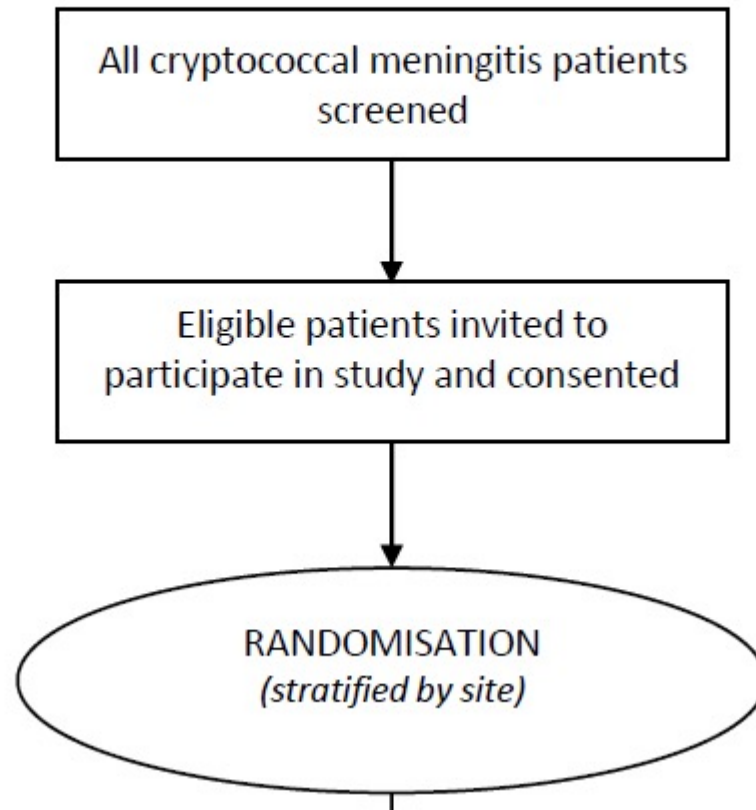 All cryptococcal meningitis patients
screened
Eligible patients invited to
participate in study and consented
RANDOMISATION
(stratified by site)